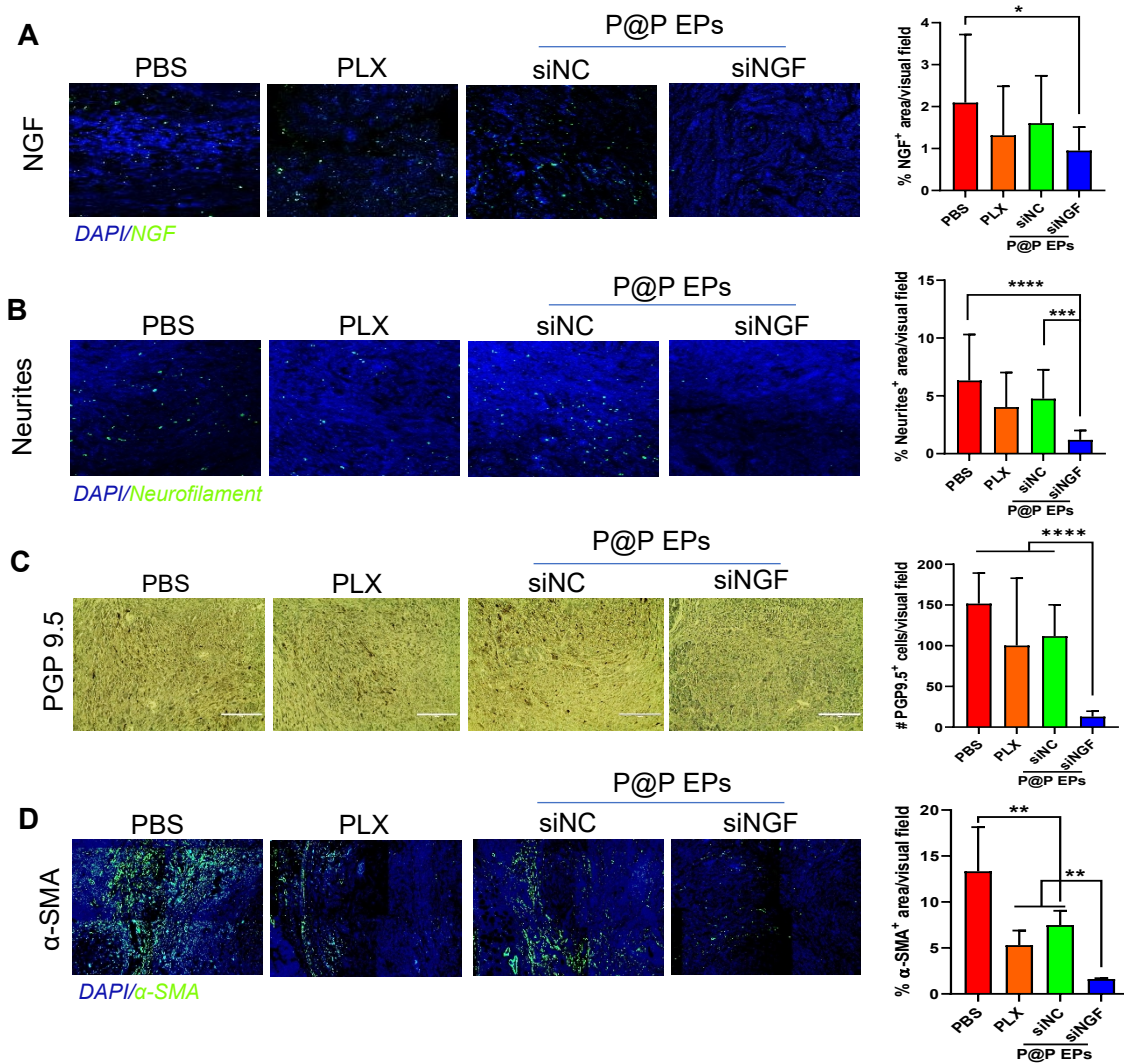 A
P@P EPs
PBS PLX siNC siNGF
NGF
DAPI/NGF
*
% NGF⁺ area/visual field
4
3
2
1
0
PBS PLX siNC siNGF
P@P EPs
B
P@P EPs
PBS PLX siNC siNGF
Neurites
DAPI/Neurofilament
****
***
% Neurites⁺ area/visual field
15
10
5
0
PBS PLX siNC siNGF
P@P EPs
C
P@P EPs
PBS PLX siNC siNGF
PGP 9.5
****
# PGP9.5⁺ cells/visual field
200
150
100
50
0
PBS PLX siNC siNGF
P@P EPs
D
P@P EPs
PBS PLX siNC siNGF
α-SMA
DAPI/α-SMA
**
**
% α-SMA⁺ area/visual field
20
15
10
5
0
PBS PLX siNC siNGF
P@P EPs